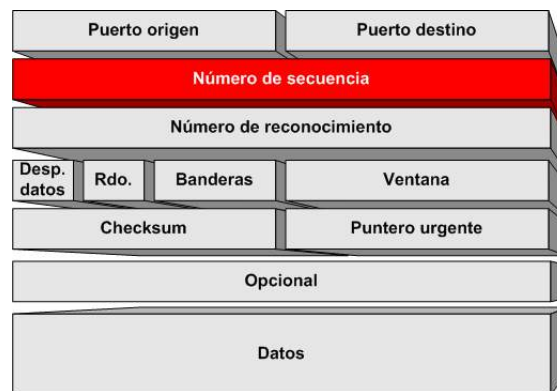 Puerto origen
Puerto destino
Número de secuencia
Número de reconocimiento
Desp.
datos
Rdo.
Banderas
Ventana
Checksum
Puntero urgente
Opcional
Datos